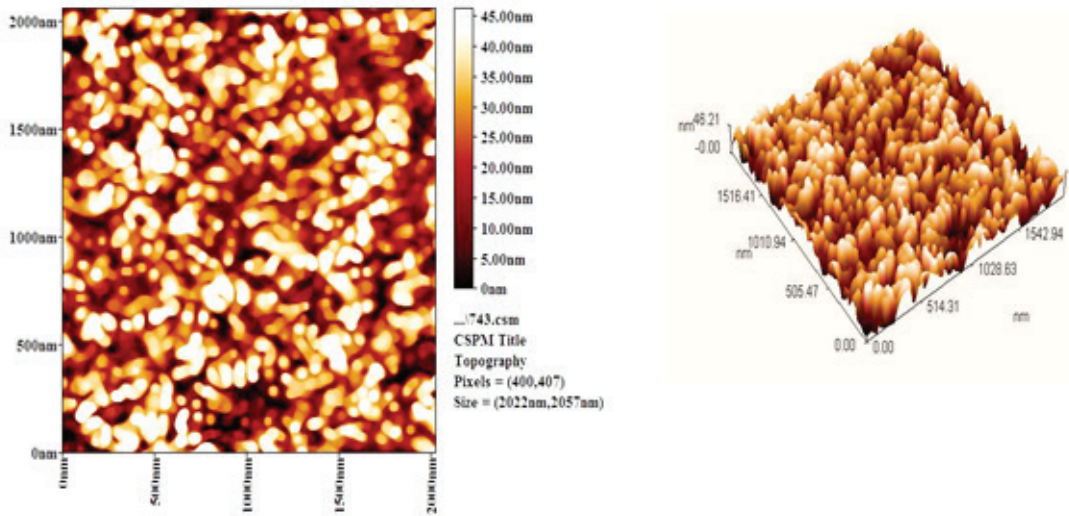 2000nm
1500nm
1000nm
500nm
0nm
0nm
500nm
1000nm
1500nm
2000nm
45.00nm
40.00nm
35.00nm
30.00nm
25.00nm
20.00nm
15.00nm
10.00nm
5.00nm
0nm
...\743.csm
CSPM Title
Topography
Pixels = (400,407)
Size = (2022nm,2057nm)
nm 46.21
-0.00
1516.41
1010.94
nm
505.47
0.00
0.00
514.31
1028.63
1542.94
nm